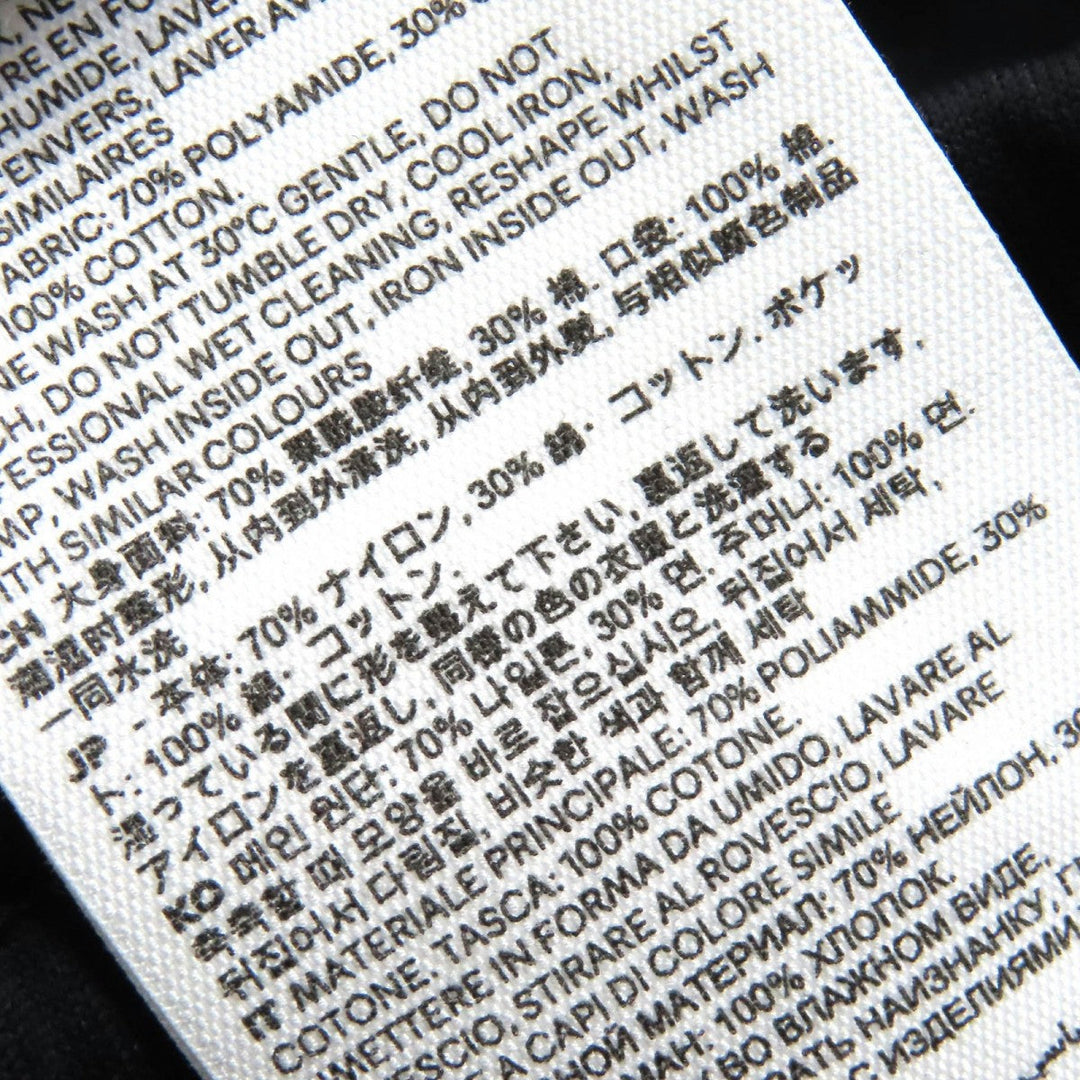 RE EN FO
HUMIDE, LAVER
'ENVERS, LAVER AV
SIMILAIRES
FABRIC: 70% POLYAMIDE, 30%
100% COTTON.
NE WASH AT 30°C GENTLE, DO NOT
CH, DO NOT TUMBLE DRY, COOL IRON,
FESSIONAL WET CLEANING, RESHAPE WHILST
MP, WASH INSIDE OUT, IRON INSIDE OUT, WASH
ITH SIMILAR COLOURS
CH 大身面料: 70% 聚酰胺纤维, 30% 棉. 口袋: 100% 棉.
潮湿时整形, 从内到外清洗, 从内到外熨, 与相似颜色制品
一同水洗
JP - 本体: 70% ナイロン, 30% 綿・コットン. ポケッ
ト: 100% 綿・コットン.
湿っている間に形を整えて下さい, 裏返して洗います.
アイロンを裏返し, 同様の色の衣服と洗濯する
KO 메인 원단: 70% 나일론, 30% 면. 주머니: 100% 면.
축축할 때 모양을 바로 잡으십시오, 뒤집어서 세탁,
뒤집어서 다림질, 비슷한 색과 함께 세탁
IT MATERIALE PRINCIPALE: 70% POLIAMMIDE, 30%
COTONE. TASCA: 100% COTONE.
METTERE IN FORMA DA UMIDO, LAVARE AL
ESCIO, STIRARE AL ROVESCIO, LAVARE
A CAPI DI COLORE SIMILE
НОЙ МАТЕРИАЛ: 70% НЕЙЛОН, 30
МАН: 100% ХЛОПОК.
ВО ВЛАЖНОМ ВИДЕ,
РАТЬ НАИЗНАНКУ, Г
С ИЗДЕЛИЯМИ